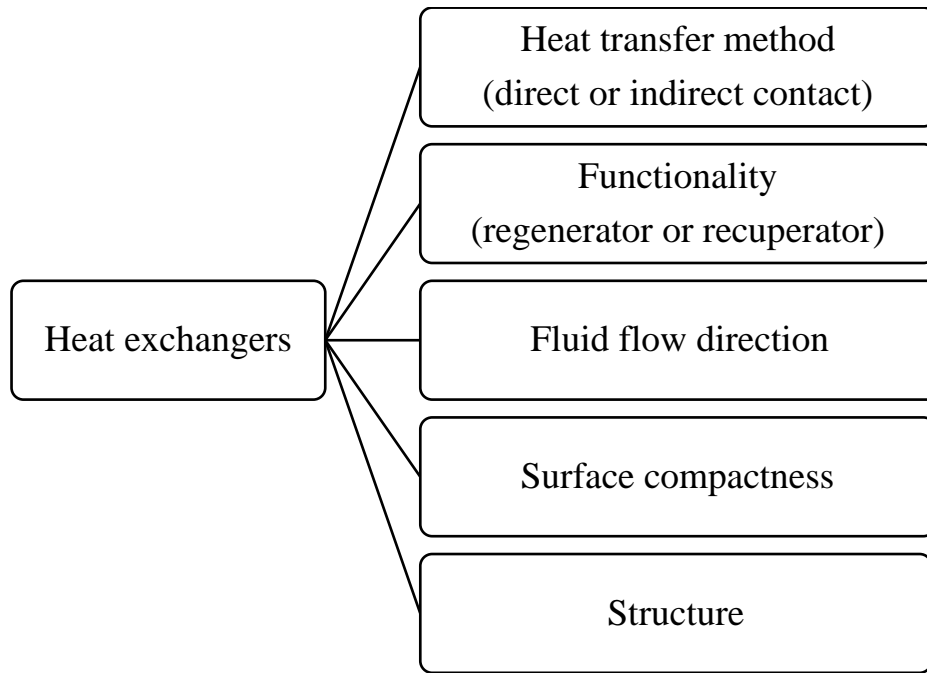 Heat exchangers
Heat transfer method
(direct or indirect contact)
Functionality
(regenerator or recuperator)
Fluid flow direction
Surface compactness
Structure